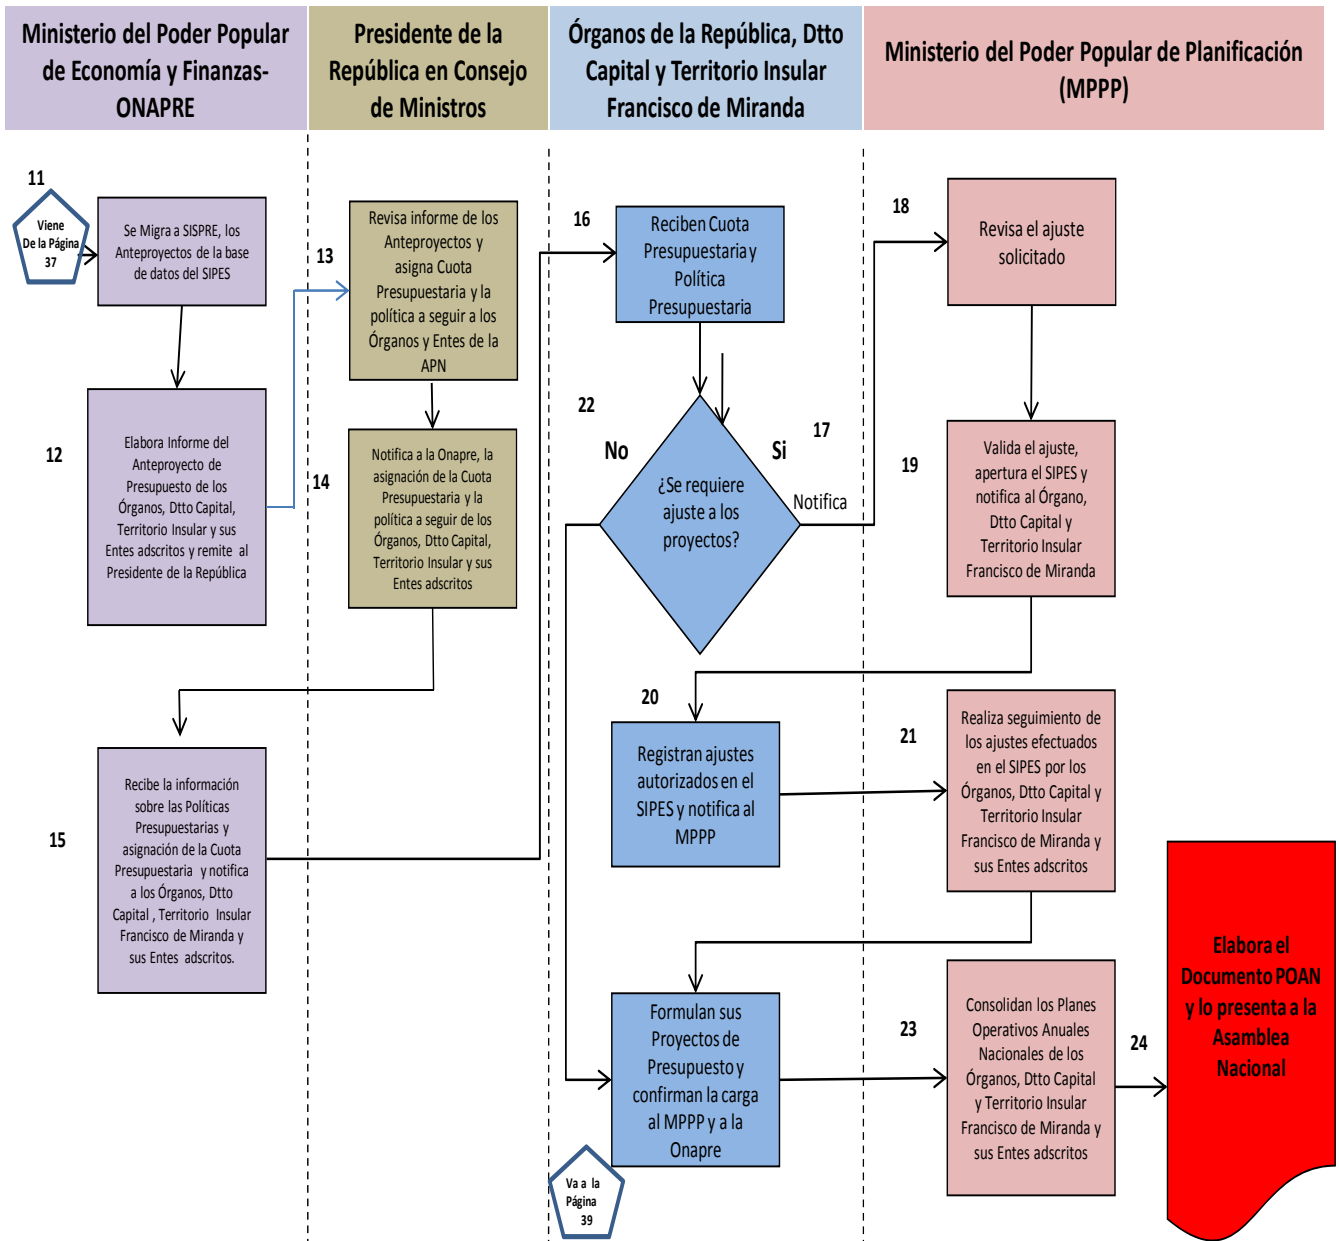 Ministerio del Poder Popular
de Economía y Finanzas-
ONAPRE
Presidente de la
República en Consejo
de Ministros
Órganos de la República, Dtto
Capital y Territorio Insular
Francisco de Miranda
Ministerio del Poder Popular de Planificación
(MPPP)
11
Viene
De la Página
37
Se Migra a SISPRE, los
Anteproyectos de la base
de datos del SIPES
12
Elabora Informe del
Anteproyecto de
Presupuesto de los
Órganos, Dtto Capital,
Territorio Insular y sus
Entes adscritos y remite al
Presidente de la República
13
Revisa informe de los
Anteproyectos y
asigna Cuota
Presupuestaria y la
política a seguir a los
Órganos y Entes de la
APN
14
Notifica a la Onapre, la
asignación de la Cuota
Presupuestaria y la
política a seguir de los
Órganos, Dtto Capital,
Territorio Insular y sus
Entes adscritos
15
Recibe la información
sobre las Políticas
Presupuestarias y
asignación de la Cuota
Presupuestaria y notifica
a los Órganos, Dtto
Capital , Territorio Insular
Francisco de Miranda y
sus Entes adscritos.
16
Reciben Cuota
Presupuestaria y
Política
Presupuestaria
22
No
17
Si
¿Se requiere
ajuste a los
proyectos?
Notifica
18
Revisa el ajuste
solicitado
19
Valida el ajuste,
apertura el SIPES y
notifica al Órgano,
Dtto Capital y
Territorio Insular
Francisco de Miranda
20
Registran ajustes
autorizados en el
SIPES y notifica al
MPPP
21
Realiza seguimiento de
los ajustes efectuados
en el SIPES por los
Órganos, Dtto Capital y
Territorio Insular
Francisco de Miranda y
sus Entes adscritos
Formulan sus
Proyectos de
Presupuesto y
confirman la carga
al MPPP y a la
Onapre
Va a la
Página
39
23
Consolidan los Planes
Operativos Anuales
Nacionales de los
Órganos, Dtto Capital
y Territorio Insular
Francisco de Miranda y
sus Entes adscritos
24
Elabora el
Documento POAN
y lo presenta a la
Asamblea
Nacional